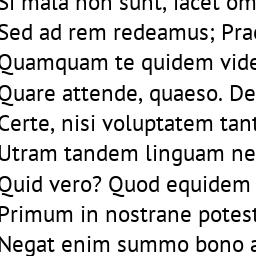 Si mala non sunt, iacet om
Sed ad rem redeamus; Prae
Quamquam te quidem vide
Quare attende, quaeso. De
Certe, nisi voluptatem tant
Utram tandem linguam ne
Quid vero? Quod equidem
Primum in nostrane potest
Negat enim summo bono a